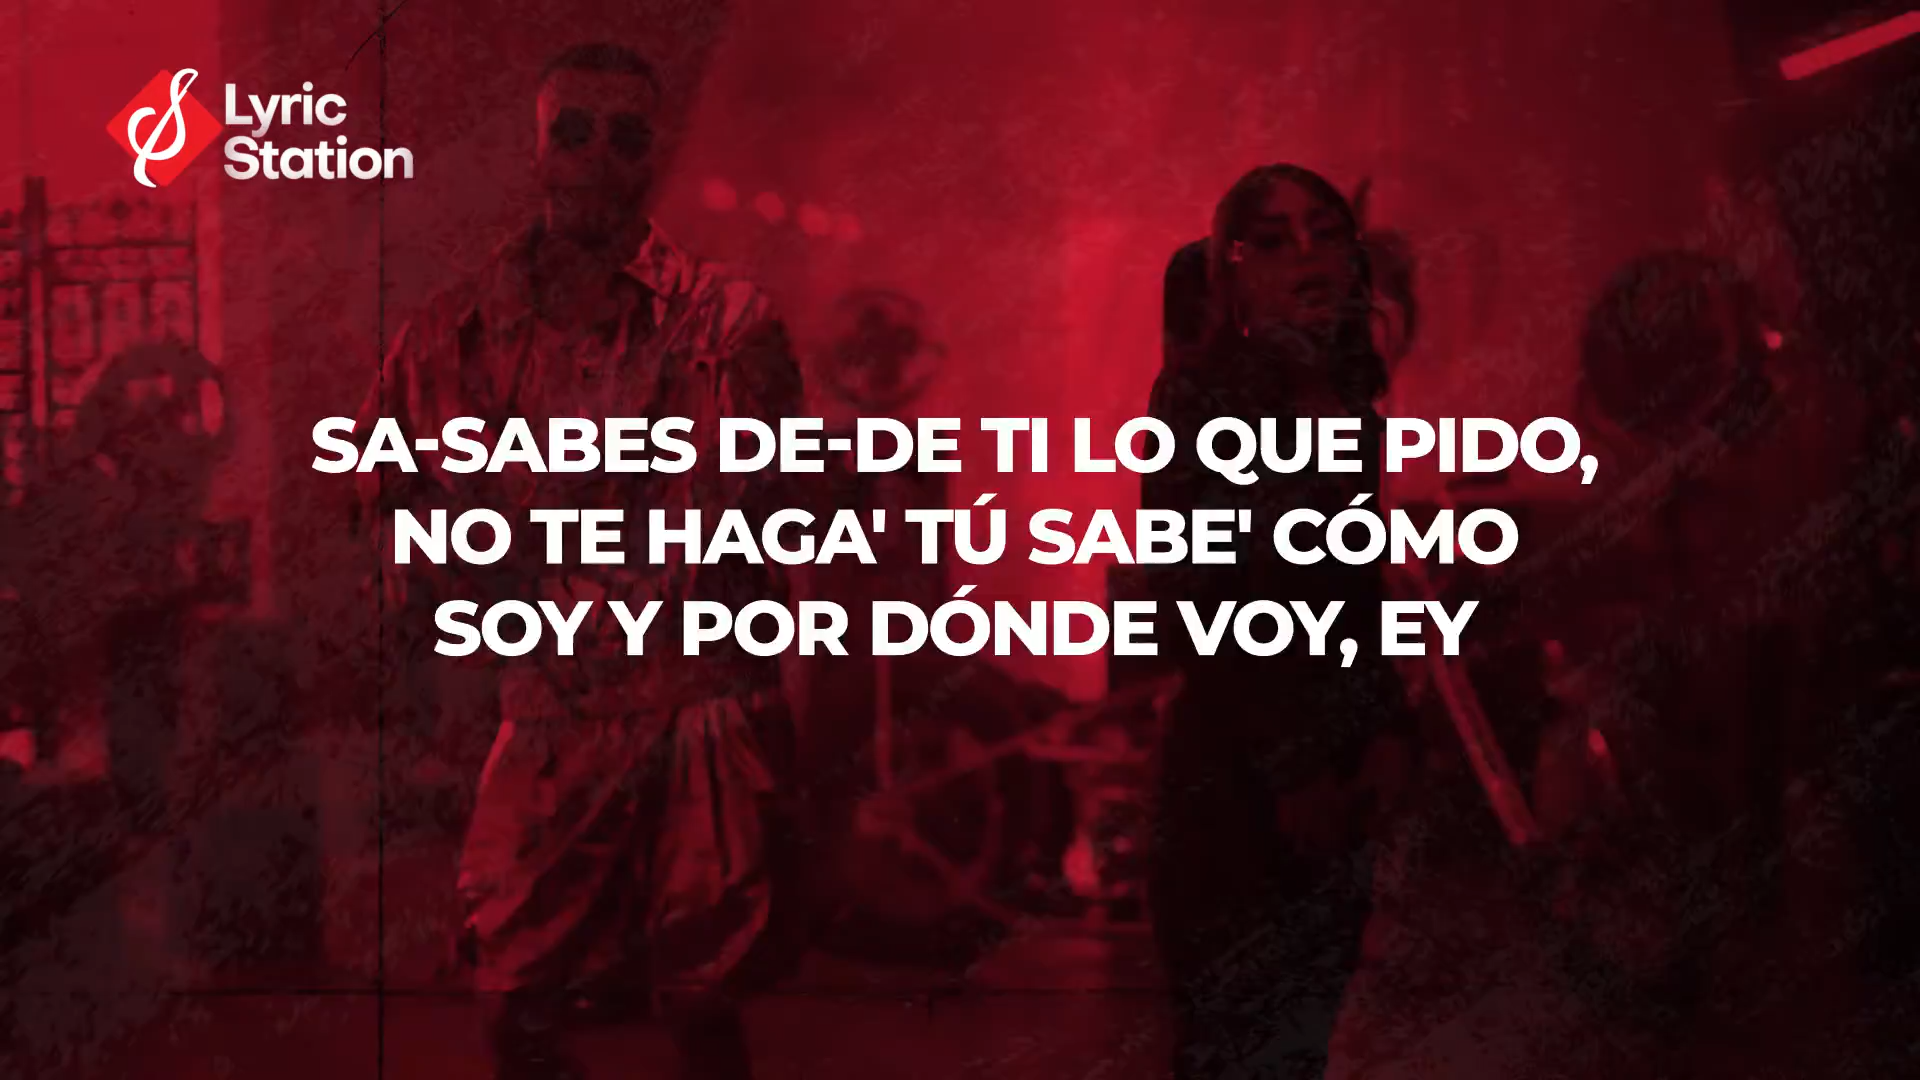 Lyric
Station
SA-SABES DE-DE TI LO QUE PIDO,
NO TE HAGA' TÚ SABE' CÓMO
SOY Y POR DÓNDE VOY, EY